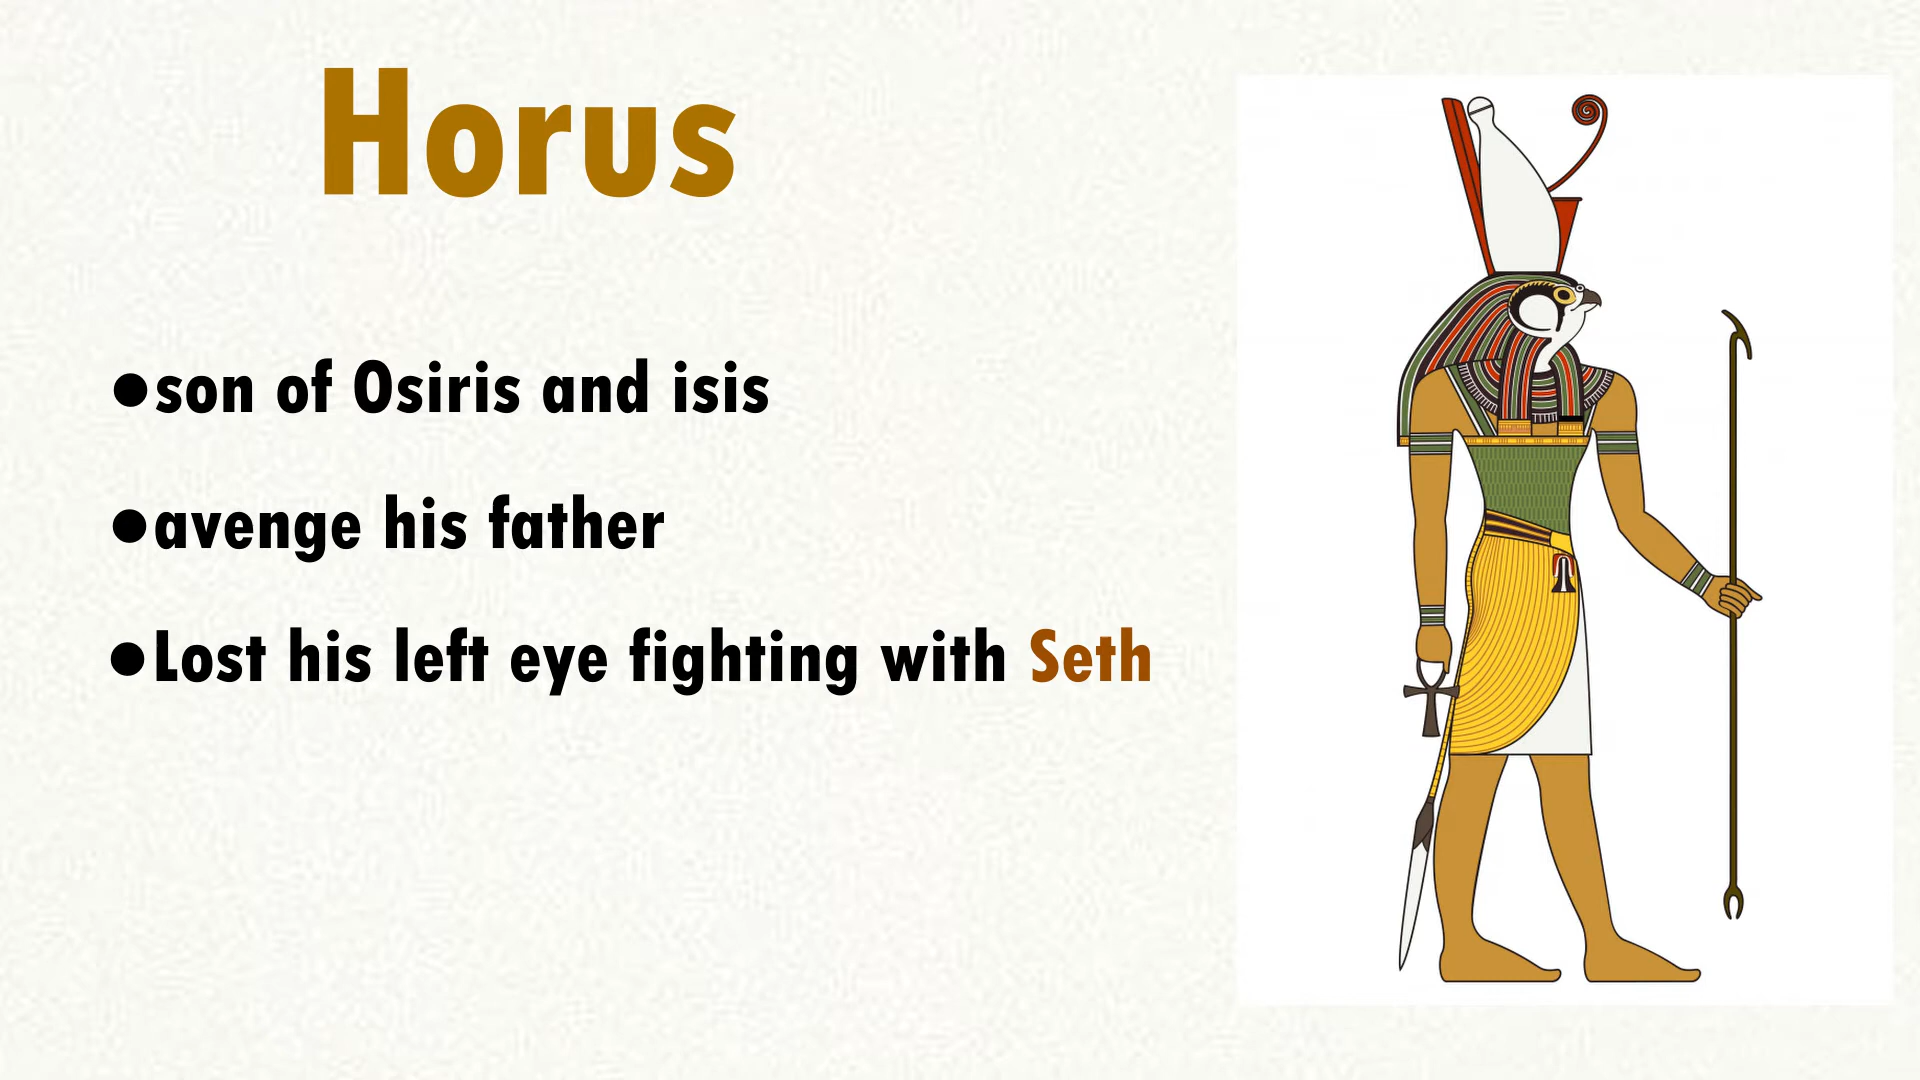 Horus
•son of Osiris and isis
•avenge his father
•Lost his left eye fighting with Seth